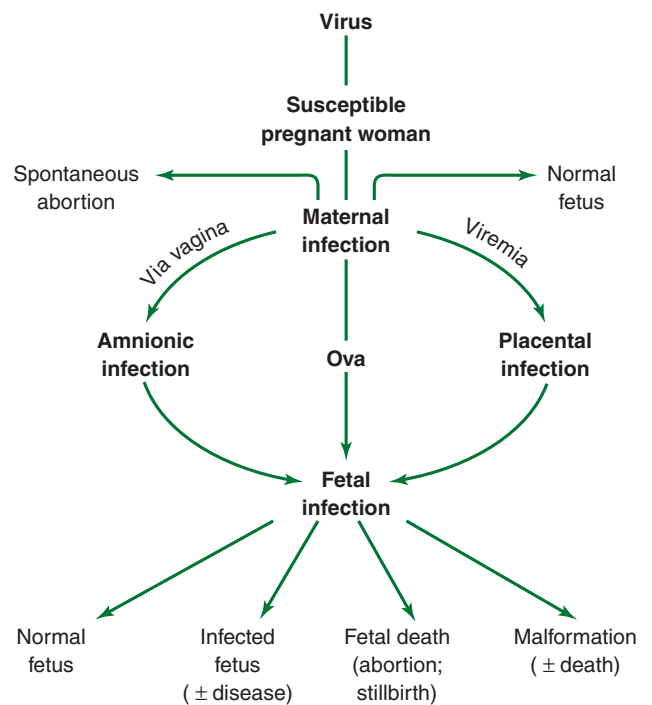 Virus
Susceptible
pregnant woman
Spontaneous
abortion
Normal
fetus
Maternal
infection
Via vagina
Viremia
Amnionic
infection
Ova
Placental
infection
Fetal
infection
Normal
fetus
Infected
fetus
( ± disease)
Fetal death
(abortion;
stillbirth)
Malformation
( ± death)